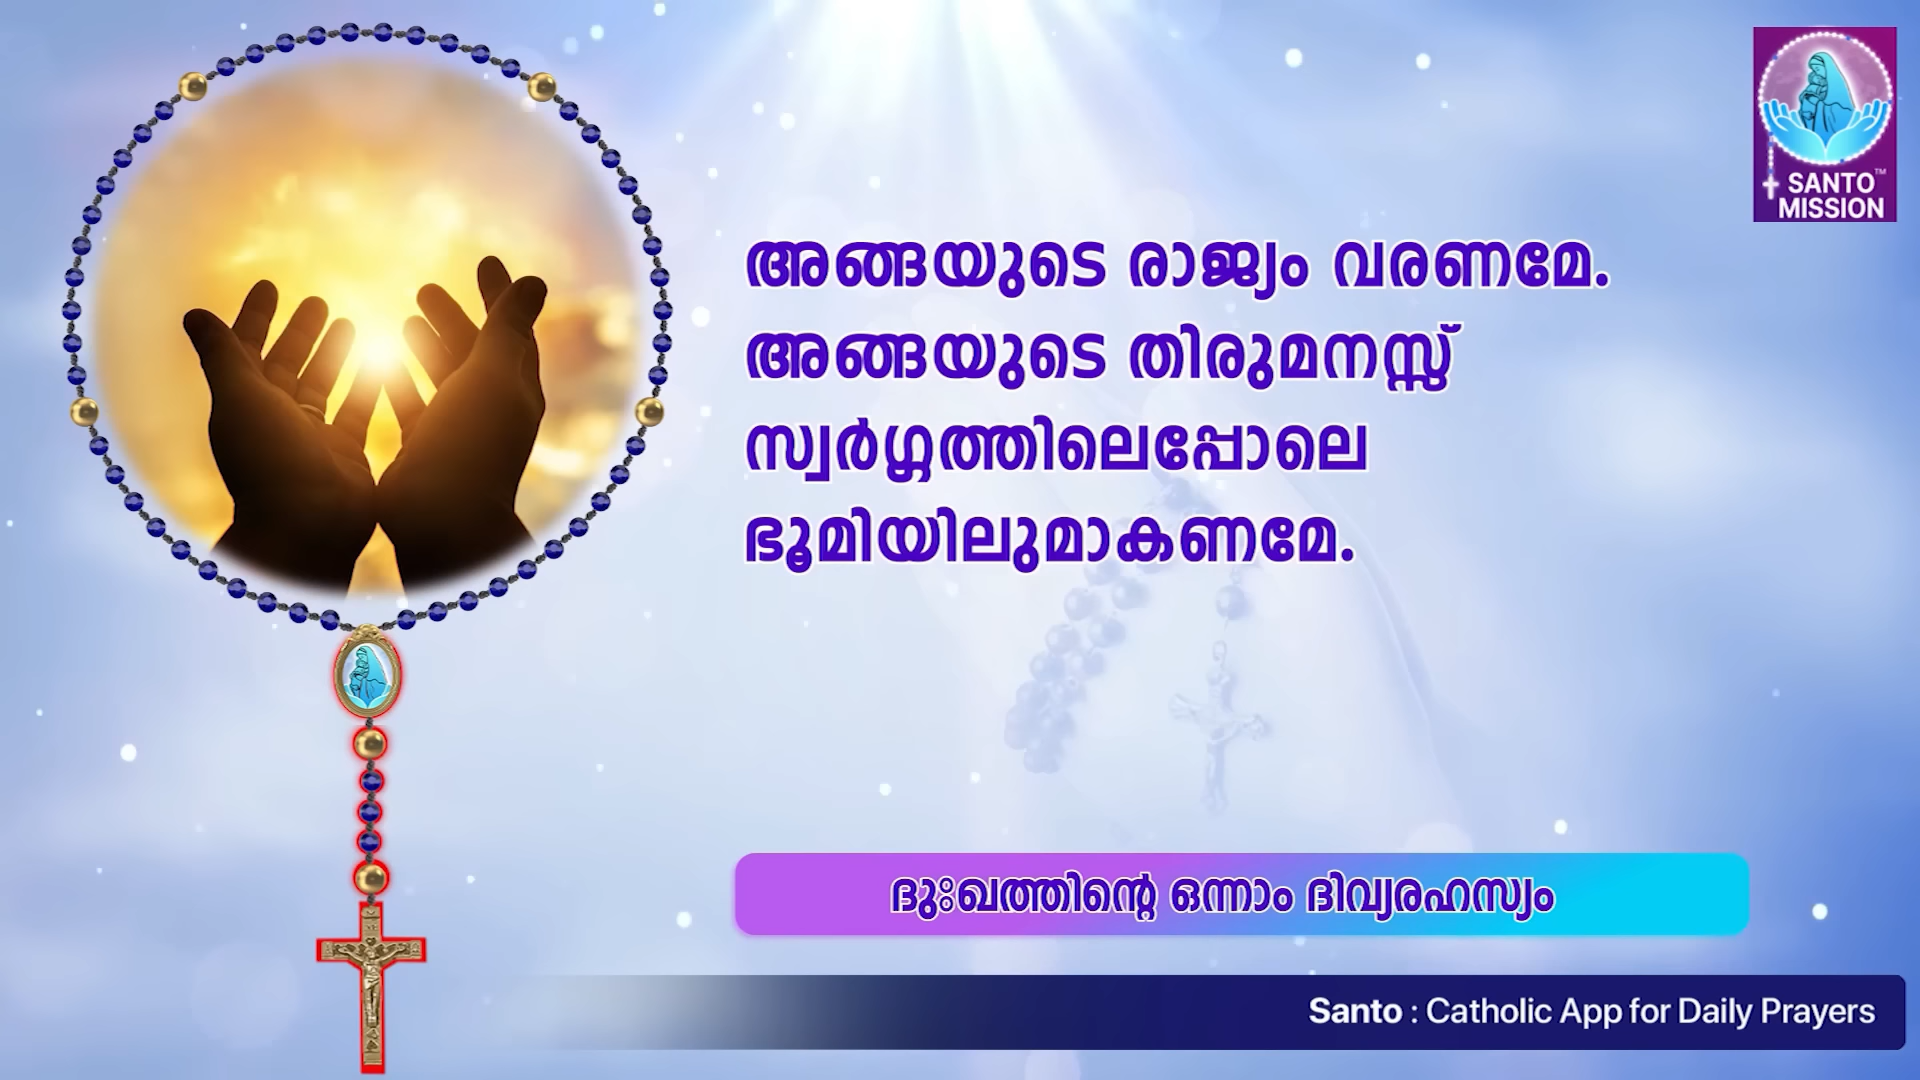 SANTO™
MISSION
അങ്ങയുടെ രാജ്യം വരണമേ.
അങ്ങയുടെ തിരുമനസ്സ്
സ്വർഗ്ഗത്തിലെപ്പോലെ
ഭൂമിയിലുമാകണമേ.
ദുഃഖത്തിന്റെ ഒന്നാം ദിവ്യരഹസ്യം
Santo : Catholic App for Daily Prayers